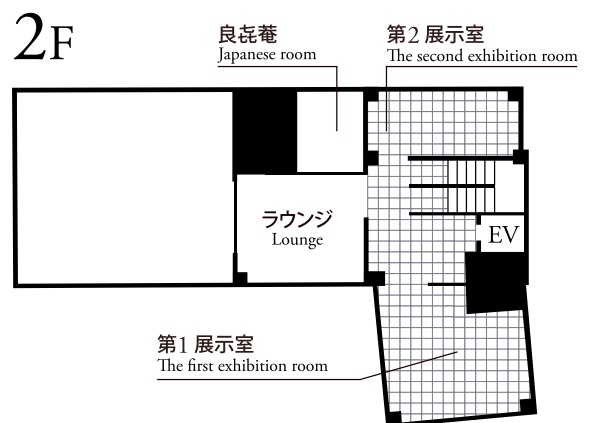 2F
良㐂菴
Japanese room
第2 展示室
The second exhibition room
ラウンジ
Lounge
EV
第1 展示室
The first exhibition room